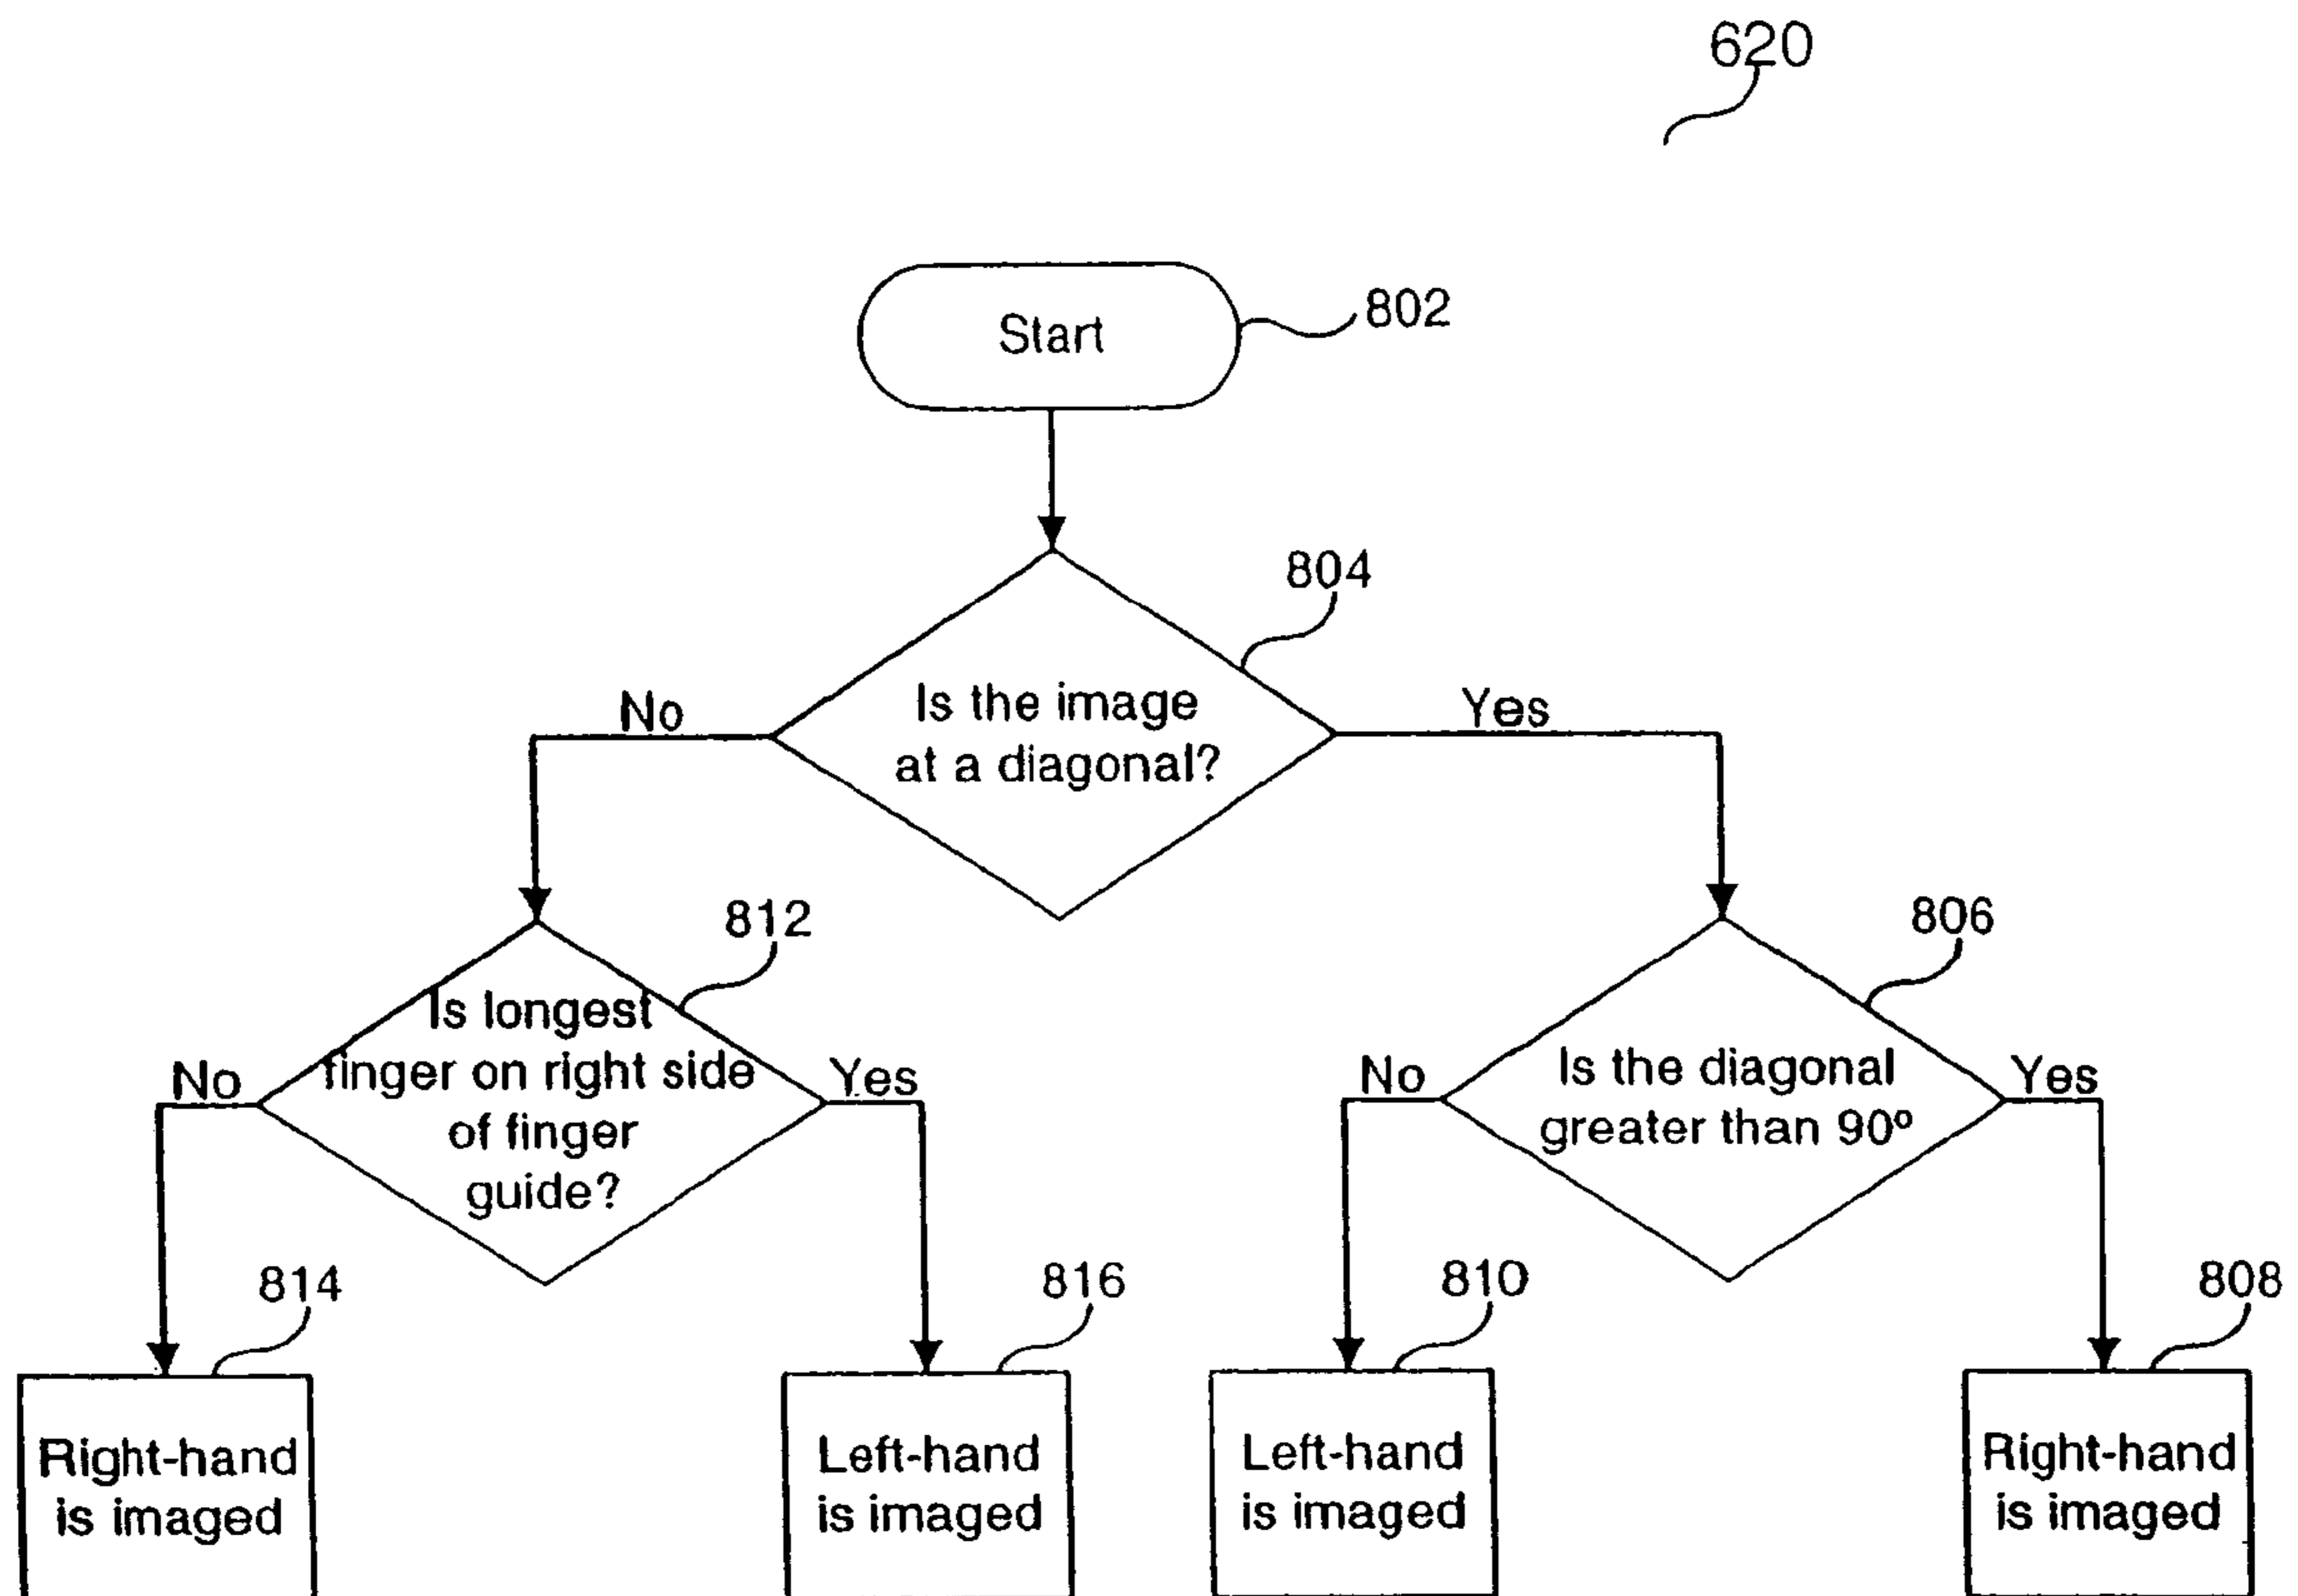 620
Start
802
804
Is the image
at a diagonal?
No
Yes
812
806
Is longest
finger on right side
of finger
guide?
No
Yes
Is the diagonal
greater than 90º
No
Yes
814
816
810
808
Right-hand
is imaged
Left-hand
is imaged
Left-hand
is imaged
Right-hand
is imaged